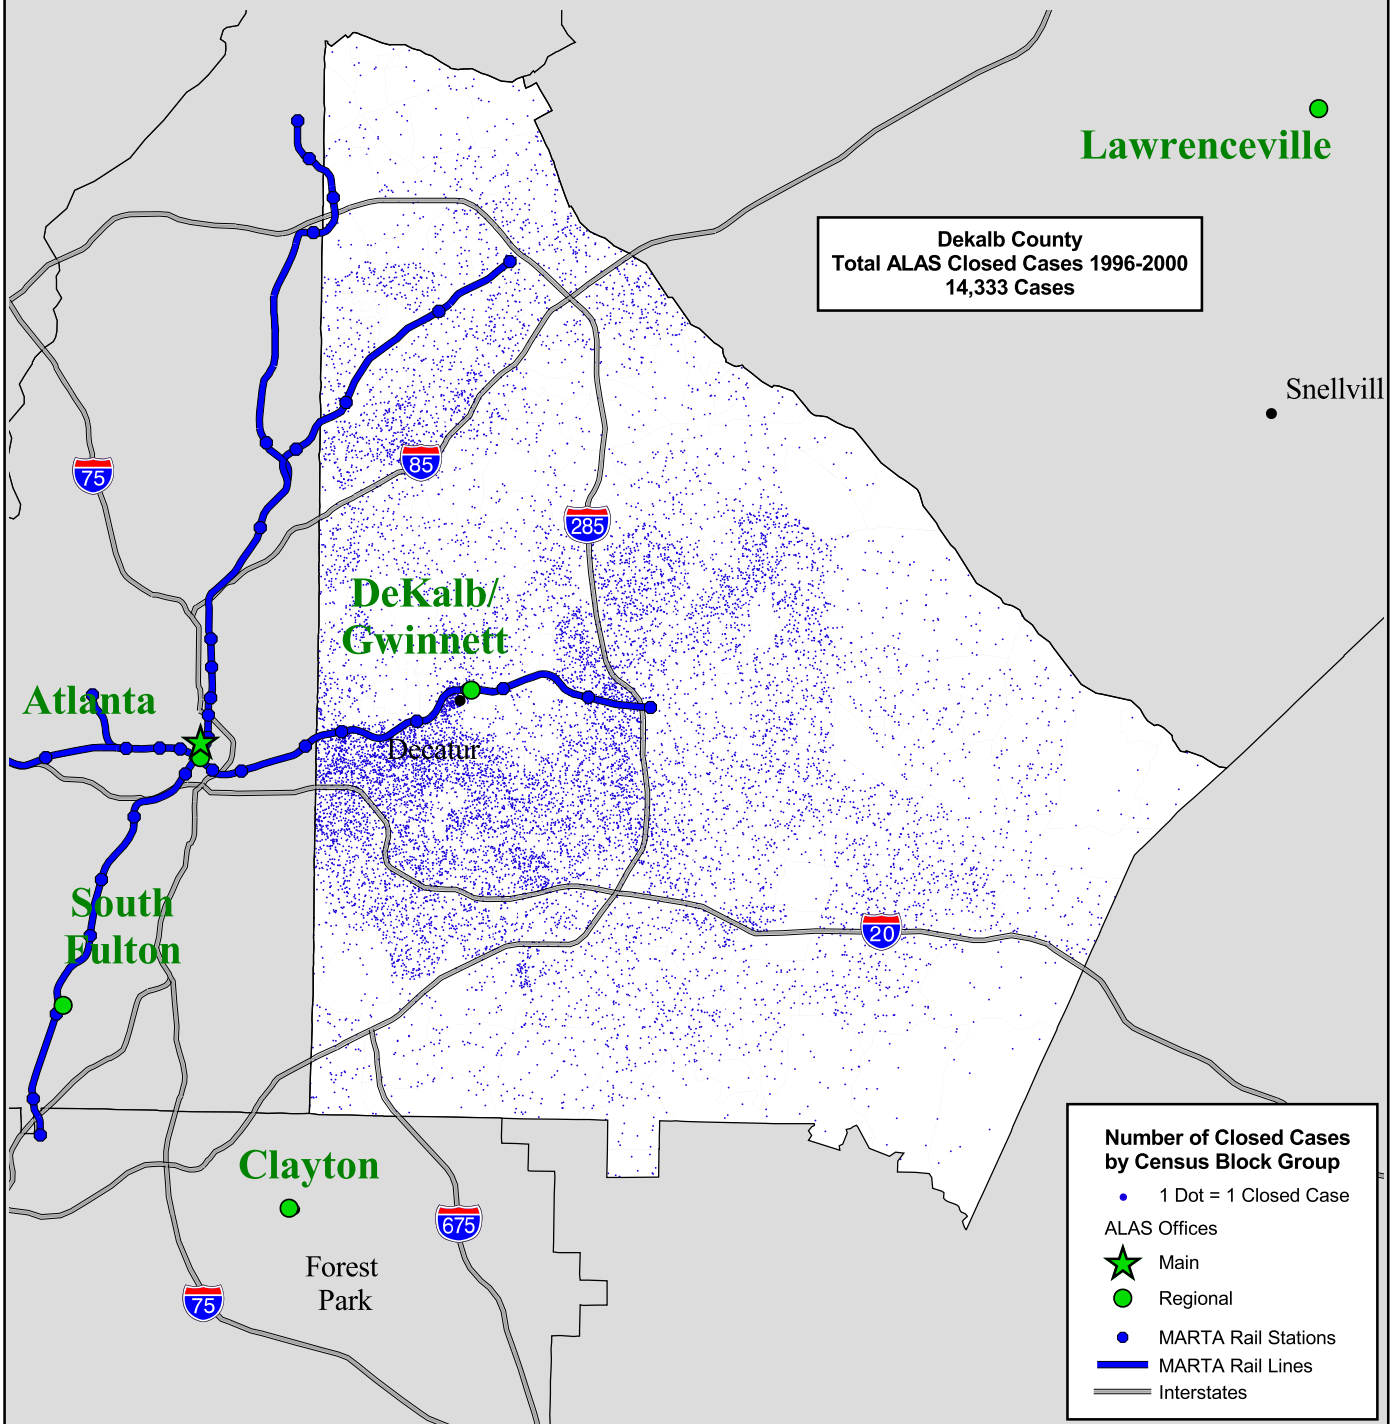 Lawrenceville
Dekalb County
Total ALAS Closed Cases 1996-2000
14,333 Cases
Snellvill
75
85
285
DeKalb/
Gwinnett
Atlanta
Decatur
South
Fulton
20
Clayton
675
Forest
Park
75
Number of Closed Cases
by Census Block Group
1 Dot = 1 Closed Case
ALAS Offices
Main
Regional
MARTA Rail Stations
MARTA Rail Lines
Interstates